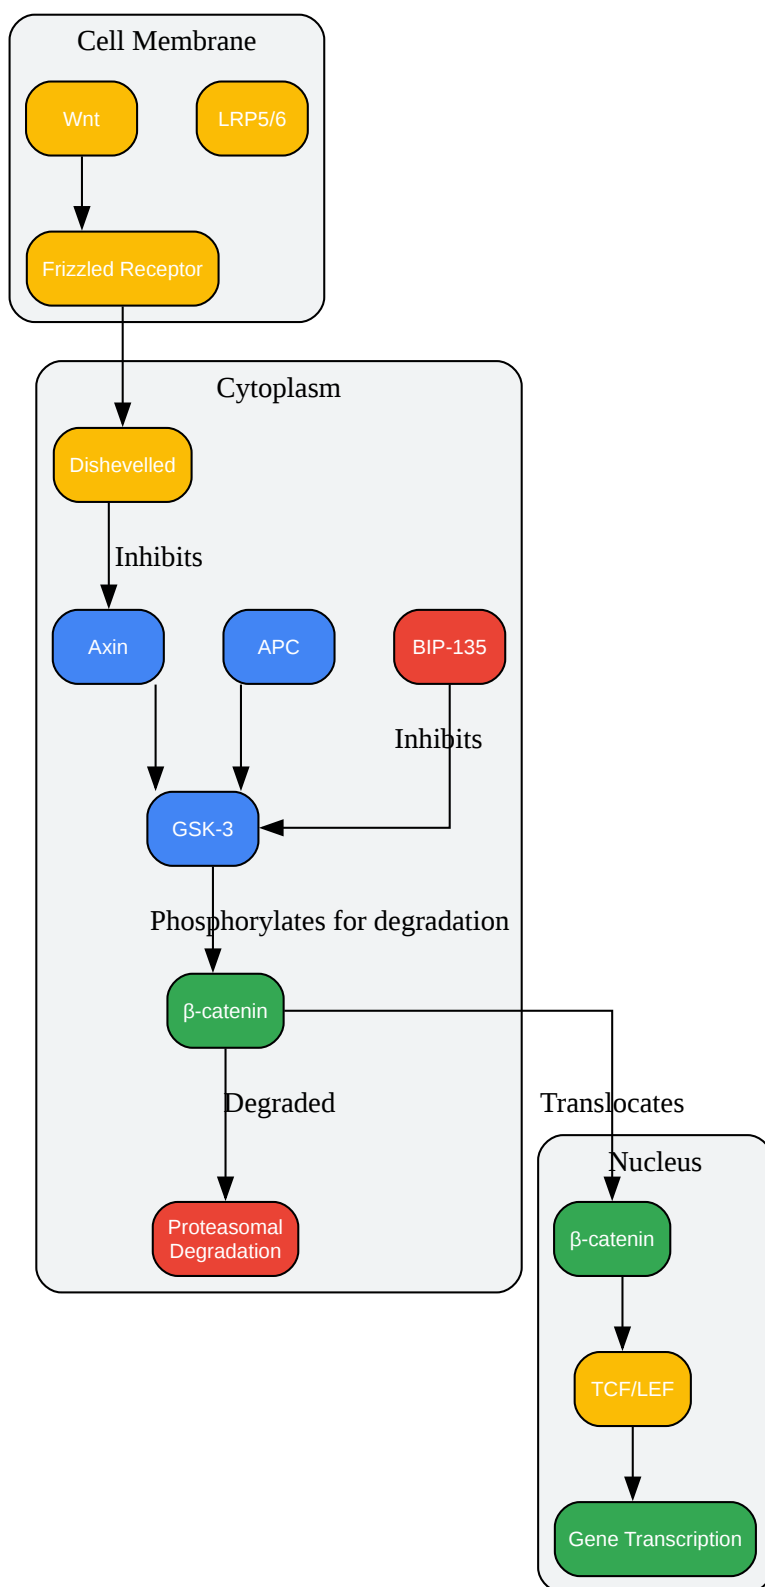 Cell Membrane
Wnt
LRP5/6
Frizzled Receptor
Cytoplasm
Dishevelled
Inhibits
Axin
APC
BIP-135
Inhibits
GSK-3
Phosphorylates for degradation
β-catenin
Degraded
Translocates
Nucleus
Proteasomal
Degradation
β-catenin
TCF/LEF
Gene Transcription